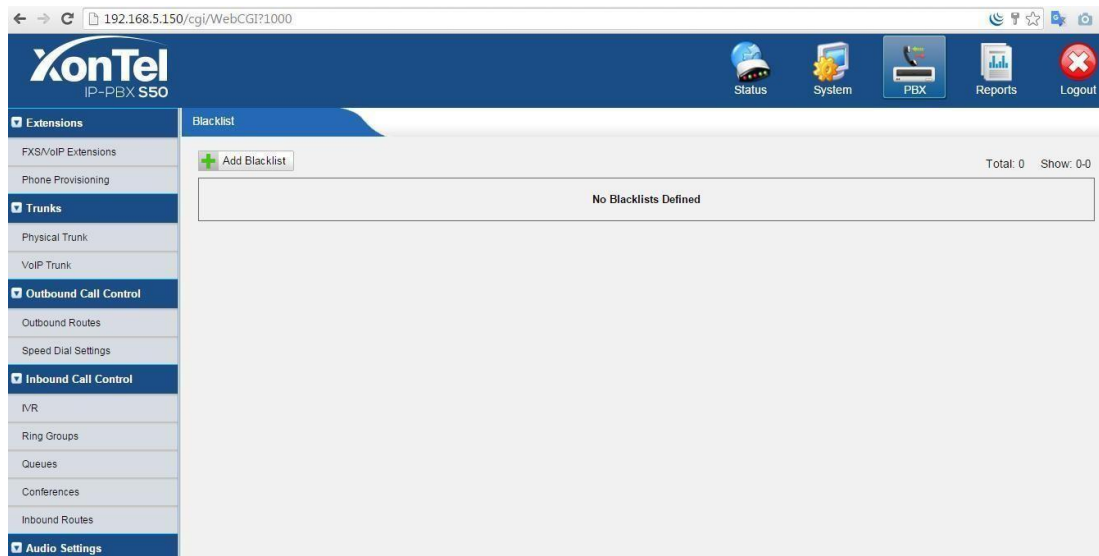 192.168.5.150/cgi/WebCGI?1000
XonTel
IP-PBX S50
Status
System
PBX
Reports
Logout
Extensions
FXS/VoIP Extensions
Phone Provisioning
Trunks
Physical Trunk
VoIP Trunk
Outbound Call Control
Outbound Routes
Speed Dial Settings
Inbound Call Control
IVR
Ring Groups
Queues
Conferences
Inbound Routes
Audio Settings
Blacklist
Add Blacklist
Total: 0 Show: 0-0
No Blacklists Defined